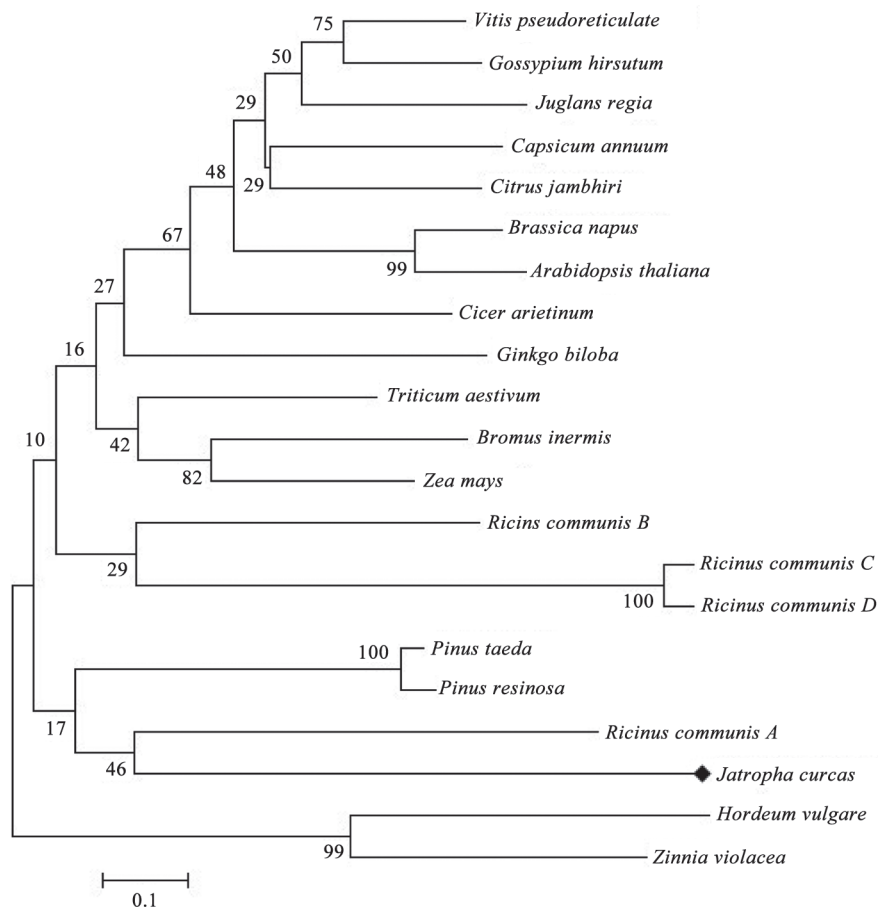 75
Vitis pseudoreticulate
50
Gossypium hirsutum
29
Juglans regia
Capsicum annuum
48
29
Citrus jambhiri
67
Brassica napus
99
Arabidopsis thaliana
27
Cicer arietinum
16
Ginkgo biloba
Triticum aestivum
10
42
Bromus inermis
82
Zea mays
Ricins communis B
29
Ricinus communis C
100
Ricinus communis D
100
Pinus taeda
Pinus resinosa
17
Ricinus communis A
46
Jatropha curcas
Hordeum vulgare
99
Zinnia violacea
0.1